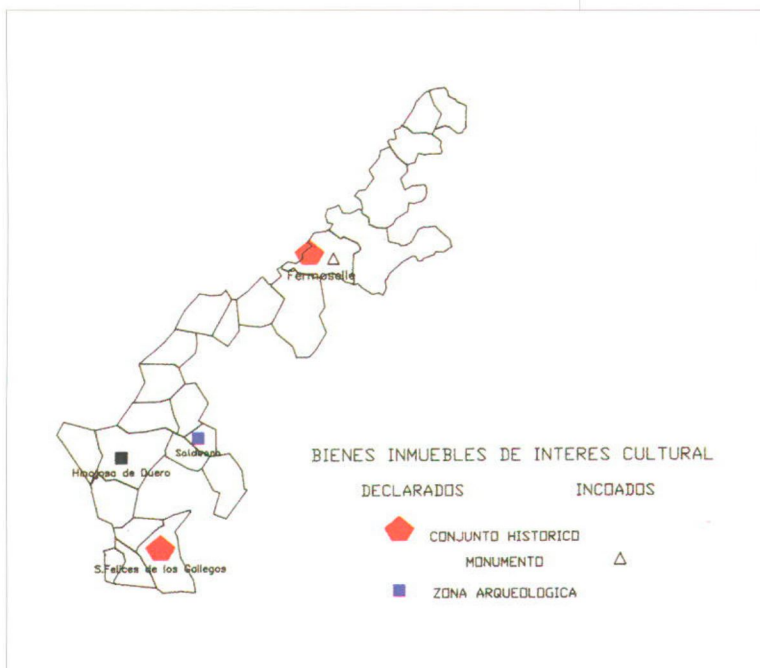 Fermoselle
Saldeana
Hinojosa de Duero
S.Felices de los Gallegos
BIENES INMUEBLES DE INTERES CULTURAL
DECLARADOS INCOADOS
CONJUNTO HISTORICO
MONUMENTO
ZONA ARQUEOLOGICA